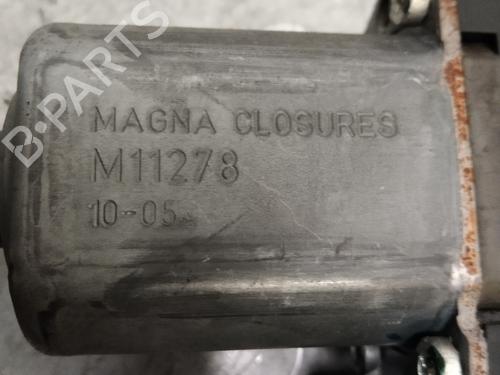 B-PARTS
MAGNA CLOSURES
M11278
10-05